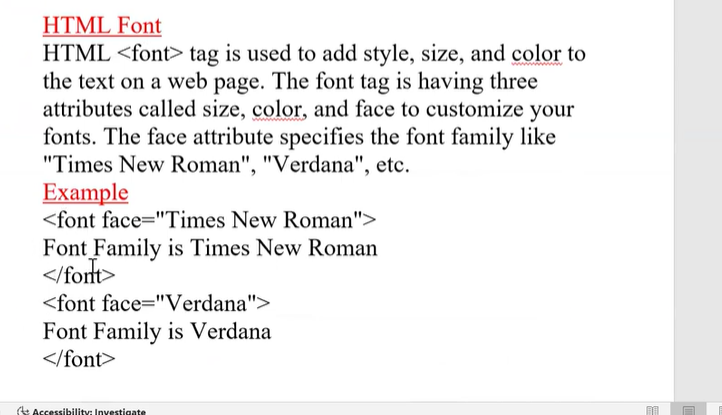 HTML Font
HTML <font> tag is used to add style, size, and color to
the text on a web page. The font tag is having three
attributes called size, color, and face to customize your
fonts. The face attribute specifies the font family like
"Times New Roman", "Verdana", etc.
Example
<font face="Times New Roman">
Font Family is Times New Roman
</font>
<font face="Verdana">
Font Family is Verdana
</font>
Accessibility: Investigate